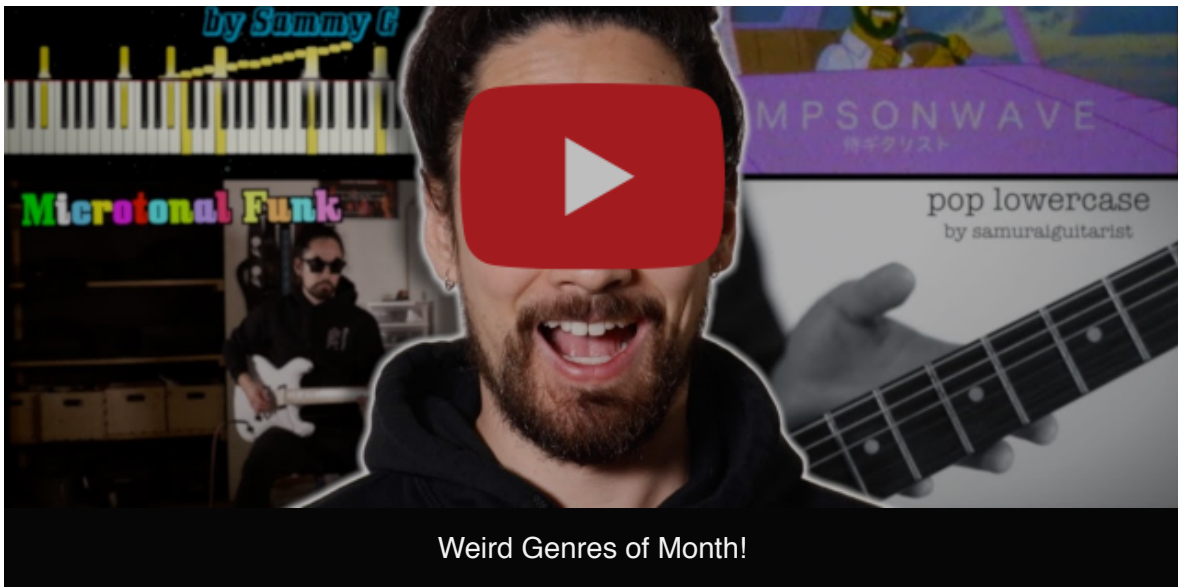 by Sammy G
MPSONWAVE
侍ギタリスト
Microtonal Funk
pop lowercase
by samuraiguitarist
Weird Genres of Month!